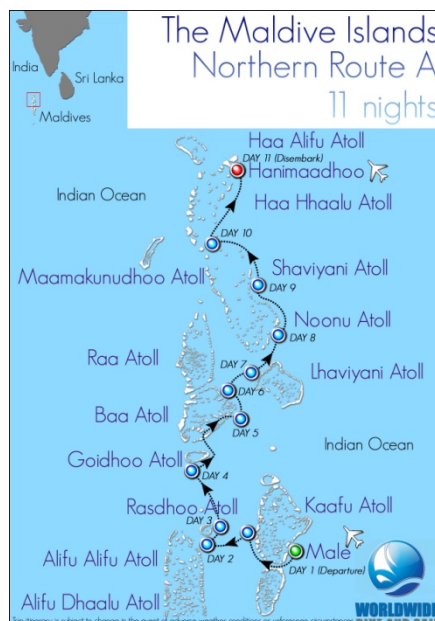 The Maldive Islands
Northern Route A
11 nights
India
Sri Lanka
Maldives
Haa Alifu Atoll
DAY 11 (Disembark)
Hanimaadhoo
Indian Ocean
Haa Hhaalu Atoll
DAY 10
Maamakunudhoo Atoll
Shaviyani Atoll
DAY 9
Noonu Atoll
DAY 8
Raa Atoll
DAY 7
Lhaviyani Atoll
DAY 6
Baa Atoll
DAY 5
Indian Ocean
Goidhoo Atoll
DAY 4
Rasdhoo Atoll
Kaafu Atoll
DAY 3
Male
Alifu Alifu Atoll
DAY 2
DAY 1 (Departure)
Alifu Dhaalu Atoll
WORLDWIDE